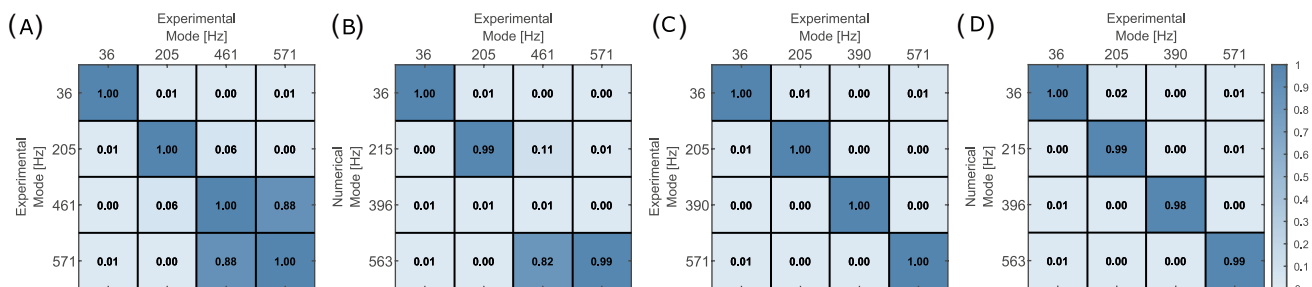 (A) Experimental Mode [Hz]
36 205 461 571
Experimental Mode [Hz]
36 1.00 0.01 0.00 0.01
205 0.01 1.00 0.06 0.00
461 0.00 0.06 1.00 0.88
571 0.01 0.00 0.88 1.00
(B) Experimental Mode [Hz]
36 205 461 571
Numerical Mode [Hz]
36 1.00 0.01 0.00 0.00
215 0.00 0.99 0.11 0.01
396 0.01 0.01 0.01 0.00
563 0.01 0.00 0.82 0.99
(C) Experimental Mode [Hz]
36 205 390 571
Experimental Mode [Hz]
36 1.00 0.01 0.00 0.01
205 0.01 1.00 0.00 0.00
390 0.00 0.00 1.00 0.00
571 0.01 0.00 0.00 1.00
(D) Experimental Mode [Hz]
36 205 390 571
Numerical Mode [Hz]
36 1.00 0.02 0.00 0.01
215 0.00 0.99 0.00 0.01
396 0.01 0.00 0.98 0.00
563 0.01 0.00 0.00 0.99
1
0.9
0.8
0.7
0.6
0.5
0.4
0.3
0.2
0.1